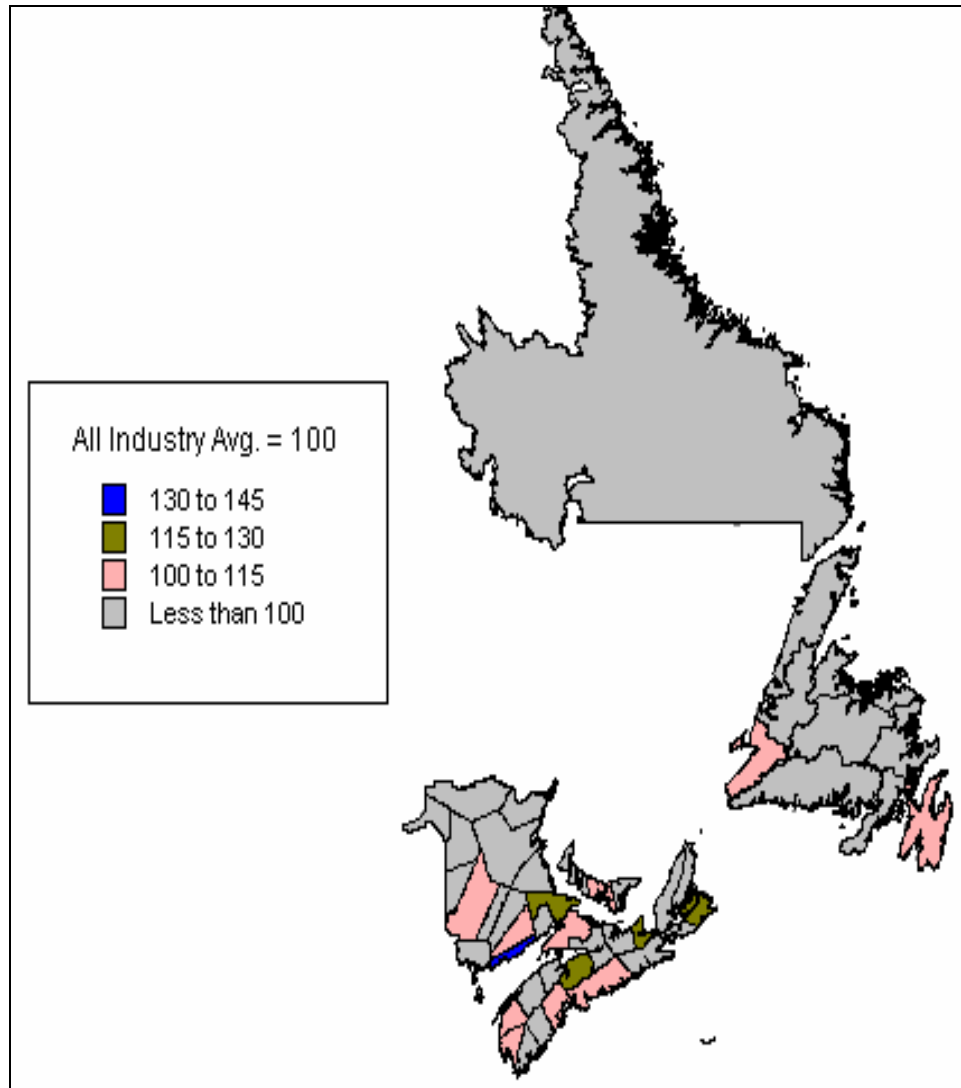 All Industry Avg. = 100
130 to 145
115 to 130
100 to 115
Less than 100